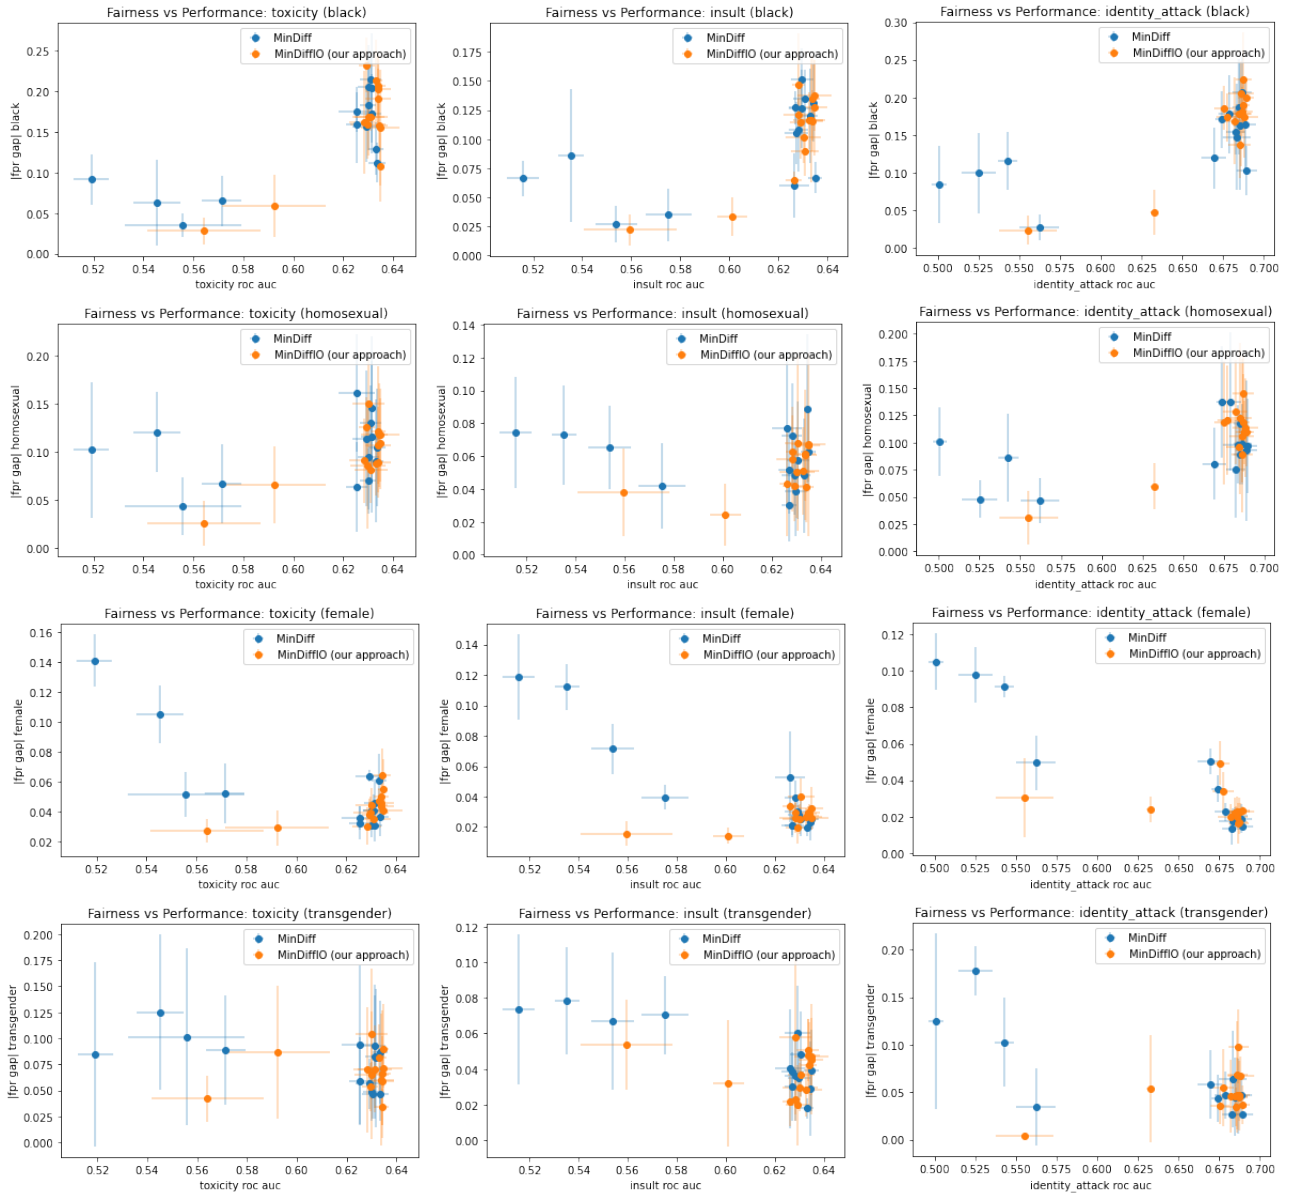 Fairness vs Performance: toxicity (black)
MinDiff
MinDiffIO (our approach)
0.25
0.20
0.15
0.10
0.05
0.00
|fpr gap| black
0.52 0.54 0.56 0.58 0.60 0.62 0.64
toxicity roc auc
Fairness vs Performance: insult (black)
MinDiff
MinDiffIO (our approach)
0.175
0.150
0.125
0.100
0.075
0.050
0.025
0.000
|fpr gap| black
0.52 0.54 0.56 0.58 0.60 0.62 0.64
insult roc auc
Fairness vs Performance: identity_attack (black)
MinDiff
MinDiffIO (our approach)
0.30
0.25
0.20
0.15
0.10
0.05
0.00
|fpr gap| black
0.500 0.525 0.550 0.575 0.600 0.625 0.650 0.675 0.700
identity_attack roc auc
Fairness vs Performance: toxicity (homosexual)
MinDiff
MinDiffIO (our approach)
0.20
0.15
0.10
0.05
0.00
|fpr gap| homosexual
0.52 0.54 0.56 0.58 0.60 0.62 0.64
toxicity roc auc
Fairness vs Performance: insult (homosexual)
MinDiff
MinDiffIO (our approach)
0.14
0.12
0.10
0.08
0.06
0.04
0.02
0.00
|fpr gap| homosexual
0.52 0.54 0.56 0.58 0.60 0.62 0.64
insult roc auc
Fairness vs Performance: identity_attack (homosexual)
MinDiff
MinDiffIO (our approach)
0.200
0.175
0.150
0.125
0.100
0.075
0.050
0.025
0.000
|fpr gap| homosexual
0.500 0.525 0.550 0.575 0.600 0.625 0.650 0.675 0.700
identity_attack roc auc
Fairness vs Performance: toxicity (female)
MinDiff
MinDiffIO (our approach)
0.16
0.14
0.12
0.10
0.08
0.06
0.04
0.02
|fpr gap| female
0.52 0.54 0.56 0.58 0.60 0.62 0.64
toxicity roc auc
Fairness vs Performance: insult (female)
MinDiff
MinDiffIO (our approach)
0.14
0.12
0.10
0.08
0.06
0.04
0.02
|fpr gap| female
0.52 0.54 0.56 0.58 0.60 0.62 0.64
insult roc auc
Fairness vs Performance: identity_attack (female)
MinDiff
MinDiffIO (our approach)
0.12
0.10
0.08
0.06
0.04
0.02
0.00
|fpr gap| female
0.500 0.525 0.550 0.575 0.600 0.625 0.650 0.675 0.700
identity_attack roc auc
Fairness vs Performance: toxicity (transgender)
MinDiff
MinDiffIO (our approach)
0.200
0.175
0.150
0.125
0.100
0.075
0.050
0.025
0.000
|fpr gap| transgender
0.52 0.54 0.56 0.58 0.60 0.62 0.64
toxicity roc auc
Fairness vs Performance: insult (transgender)
MinDiff
MinDiffIO (our approach)
0.12
0.10
0.08
0.06
0.04
0.02
0.00
|fpr gap| transgender
0.52 0.54 0.56 0.58 0.60 0.62 0.64
insult roc auc
Fairness vs Performance: identity_attack (transgender)
MinDiff
MinDiffIO (our approach)
0.20
0.15
0.10
0.05
0.00
|fpr gap| transgender
0.500 0.525 0.550 0.575 0.600 0.625 0.650 0.675 0.700
identity_attack roc auc